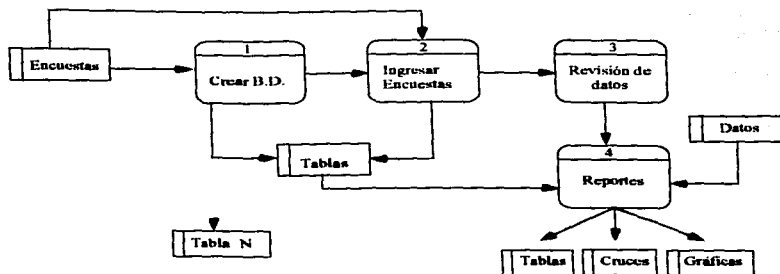 1
2
3
Encuestas
Crear B.D.
Ingresar
Encuestas
Revisión de
datos
Datos
Tablas
4
Reportes
Tabla N
Tablas
Cruces
Gráficas